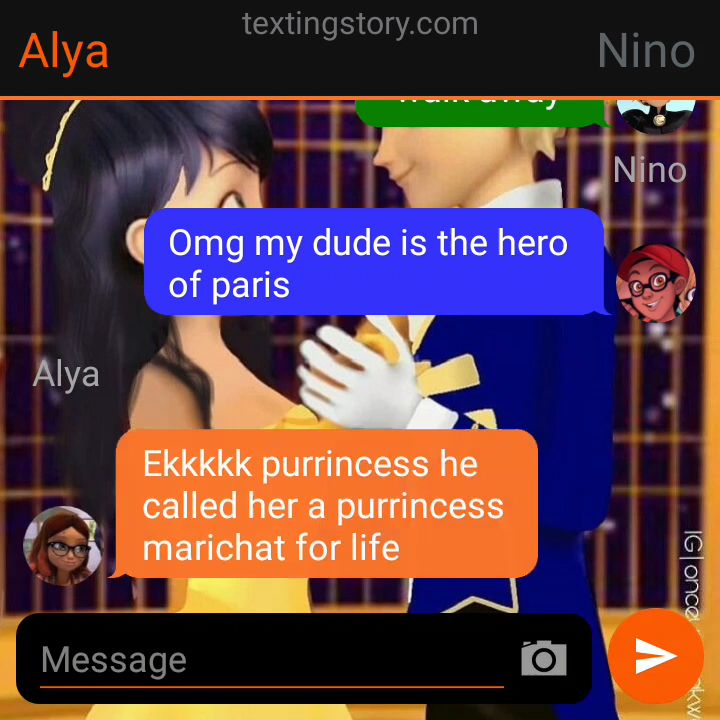 textingstory.com
Alya
Nino
Nino
Omg my dude is the hero
of paris
Alya
Ekkkkk purrincess he
called her a purrincess
marichat for life
Message